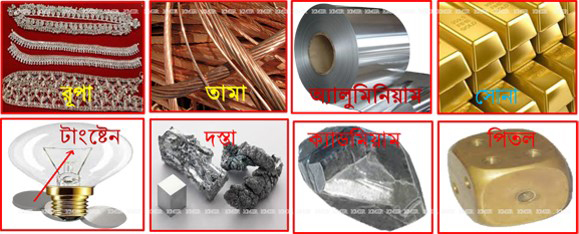 রূপা
তামা
অ্যালুমিনিয়াম
সোনা
টাংষ্টেন
দস্তা
ক্যাডমিয়াম
পিতল